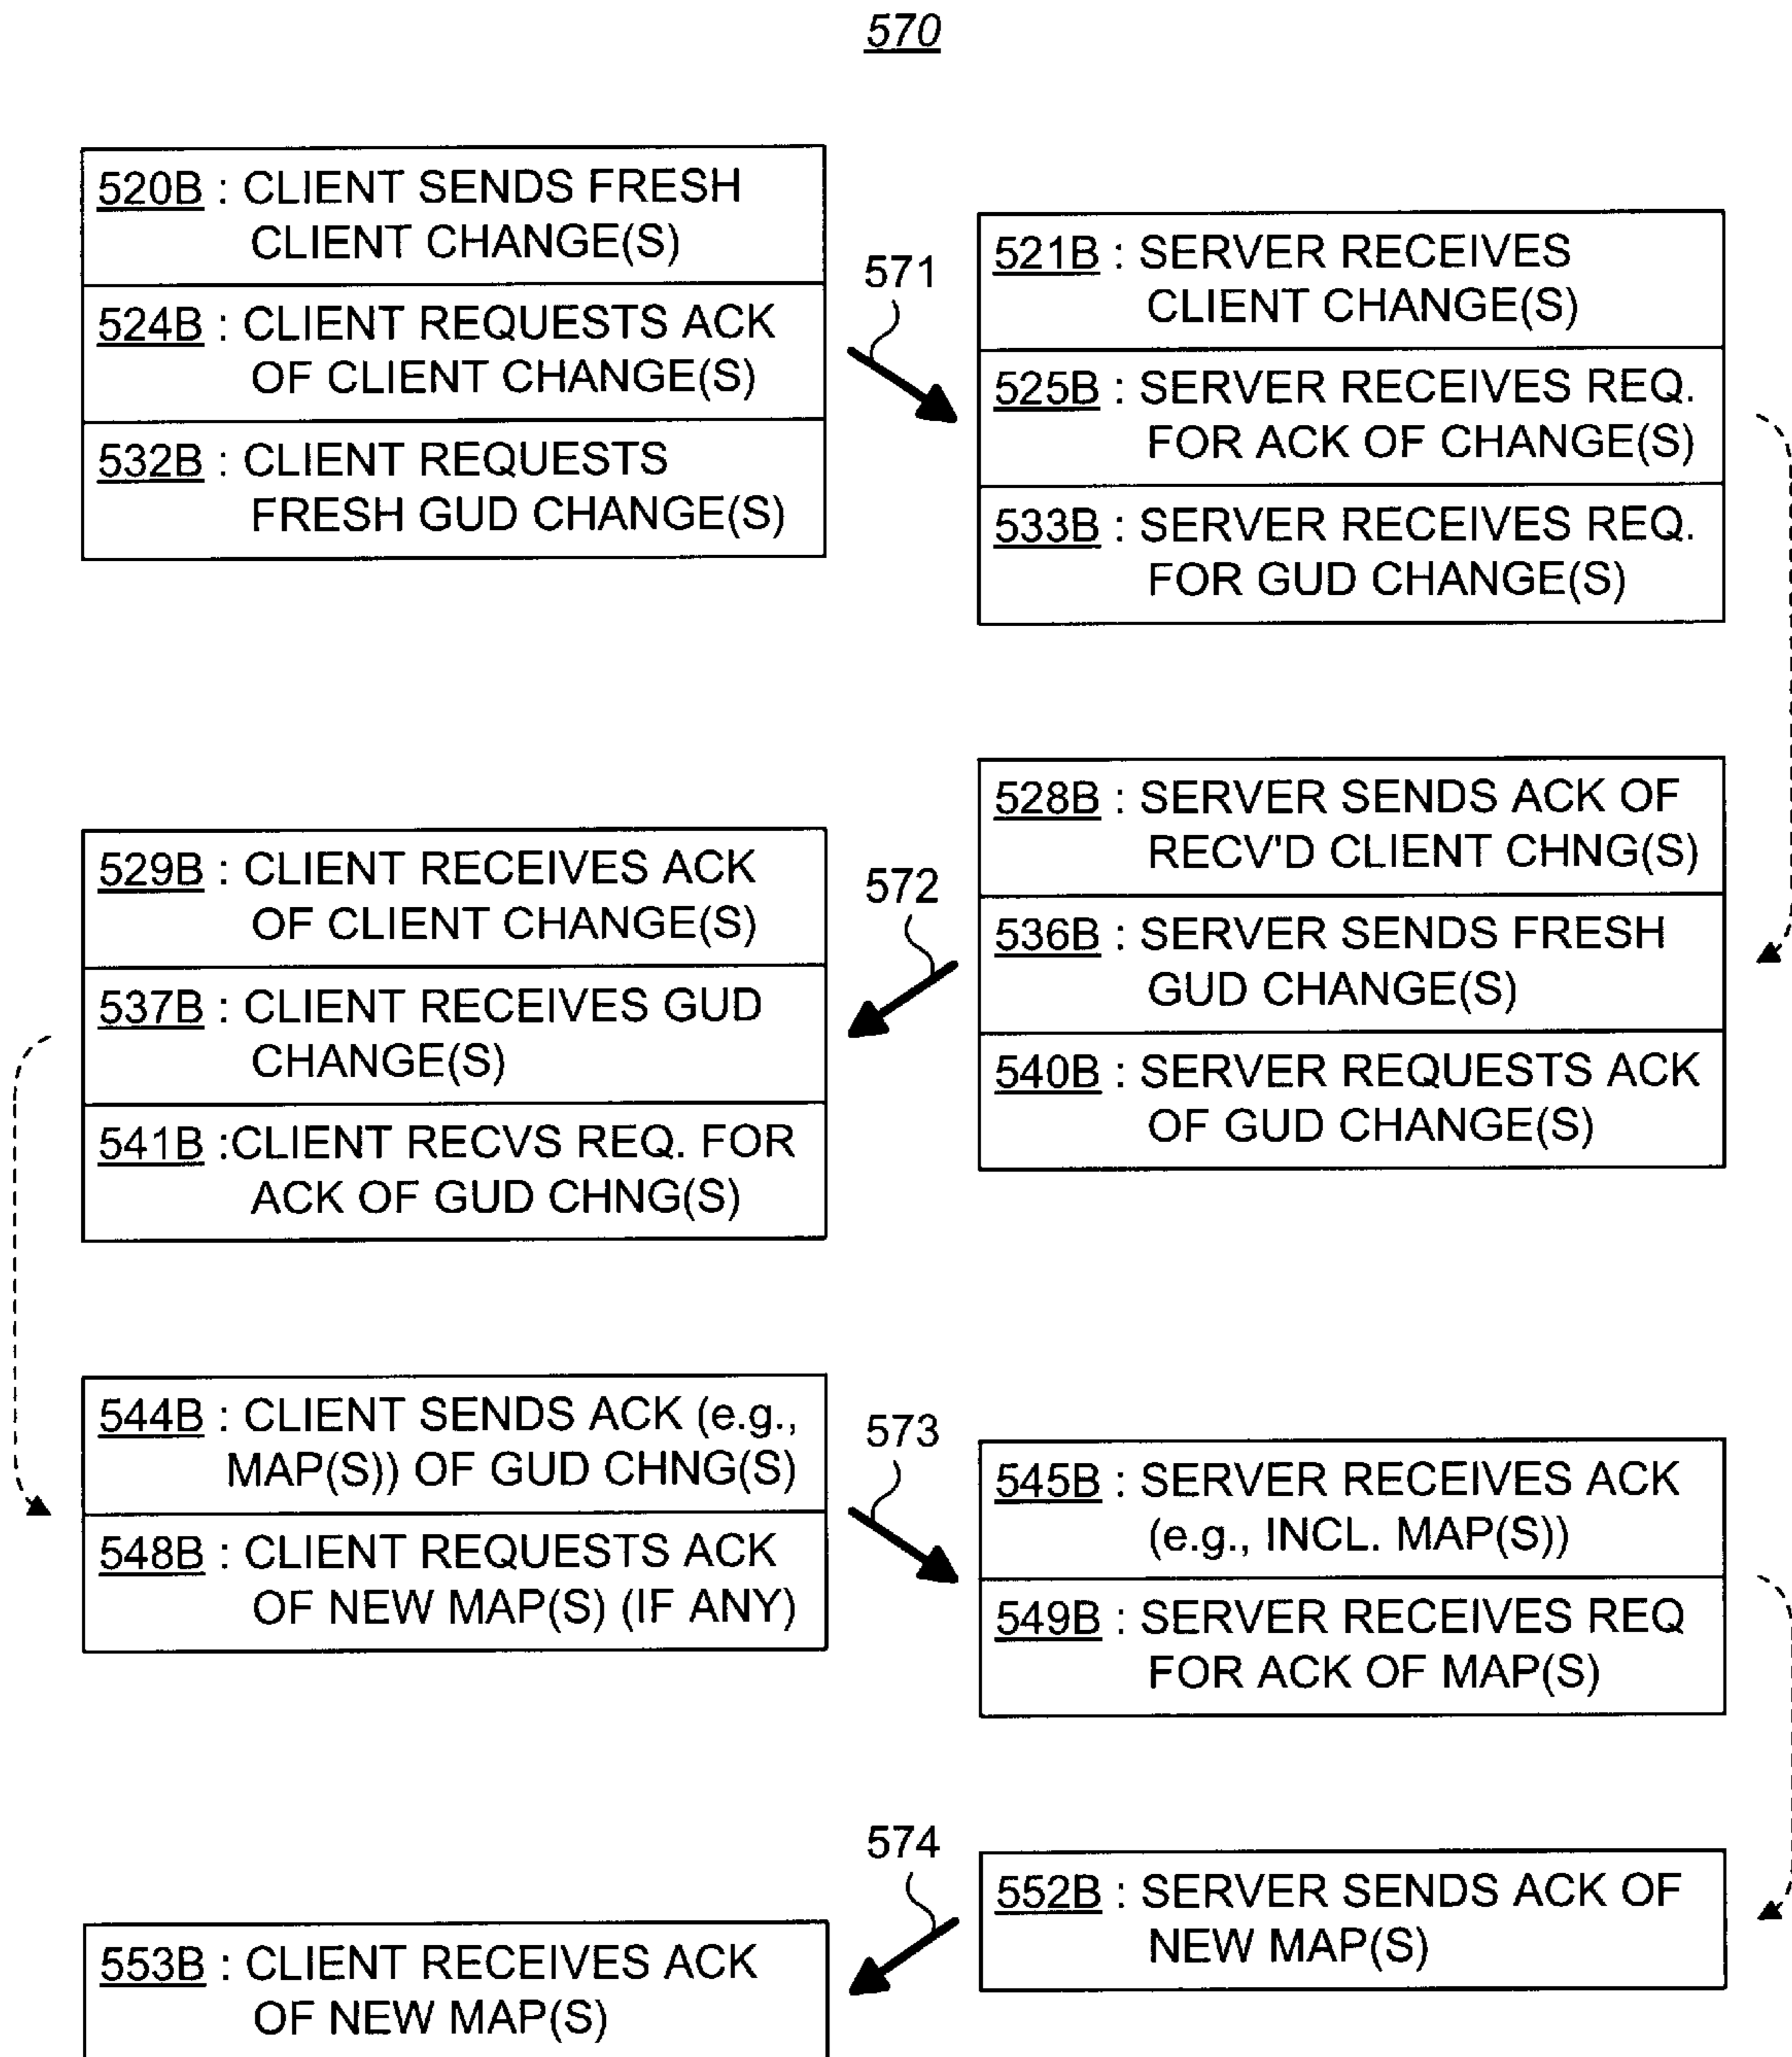 570
520B : CLIENT SENDS FRESH
CLIENT CHANGE(S)
524B : CLIENT REQUESTS ACK
OF CLIENT CHANGE(S)
532B : CLIENT REQUESTS
FRESH GUD CHANGE(S)
571
521B : SERVER RECEIVES
CLIENT CHANGE(S)
525B : SERVER RECEIVES REQ.
FOR ACK OF CHANGE(S)
533B : SERVER RECEIVES REQ.
FOR GUD CHANGE(S)
528B : SERVER SENDS ACK OF
RECV'D CLIENT CHNG(S)
536B : SERVER SENDS FRESH
GUD CHANGE(S)
540B : SERVER REQUESTS ACK
OF GUD CHANGE(S)
572
529B : CLIENT RECEIVES ACK
OF CLIENT CHANGE(S)
537B : CLIENT RECEIVES GUD
CHANGE(S)
541B :CLIENT RECVS REQ. FOR
ACK OF GUD CHNG(S)
544B : CLIENT SENDS ACK (e.g.,
MAP(S)) OF GUD CHNG(S)
548B : CLIENT REQUESTS ACK
OF NEW MAP(S) (IF ANY)
573
545B : SERVER RECEIVES ACK
(e.g., INCL. MAP(S))
549B : SERVER RECEIVES REQ
FOR ACK OF MAP(S)
552B : SERVER SENDS ACK OF
NEW MAP(S)
574
553B : CLIENT RECEIVES ACK
OF NEW MAP(S)